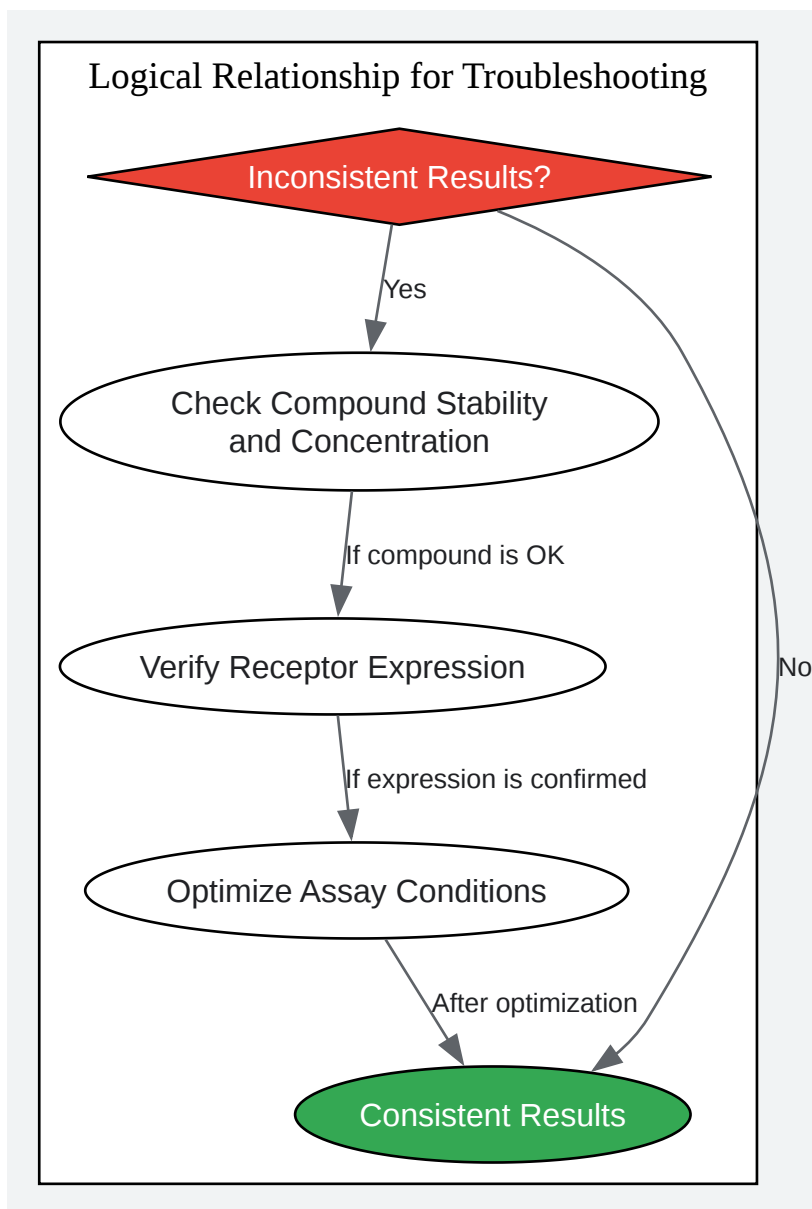 Logical Relationship for Troubleshooting
Inconsistent Results?
Yes
Check Compound Stability
and Concentration
If compound is OK
Verify Receptor Expression
No
If expression is confirmed
Optimize Assay Conditions
After optimization
Consistent Results